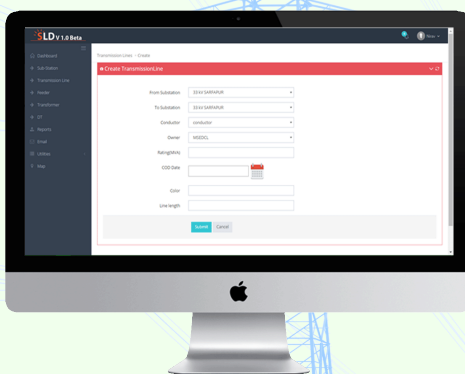 SLD V 1.0 Beta
Dashboard
Sub Station
Transmission Line
Feeder
Transformer
DT
Reports
Email
Utilities
Map
Transmission Lines - Create
Create TransmissionLine
From Substation 33 kV SARPAPUR
To Substation 33 kV SARPAPUR
Conductor conductor
Owner MSEDCL
COD Date
Color
Line length
Submit Cancel